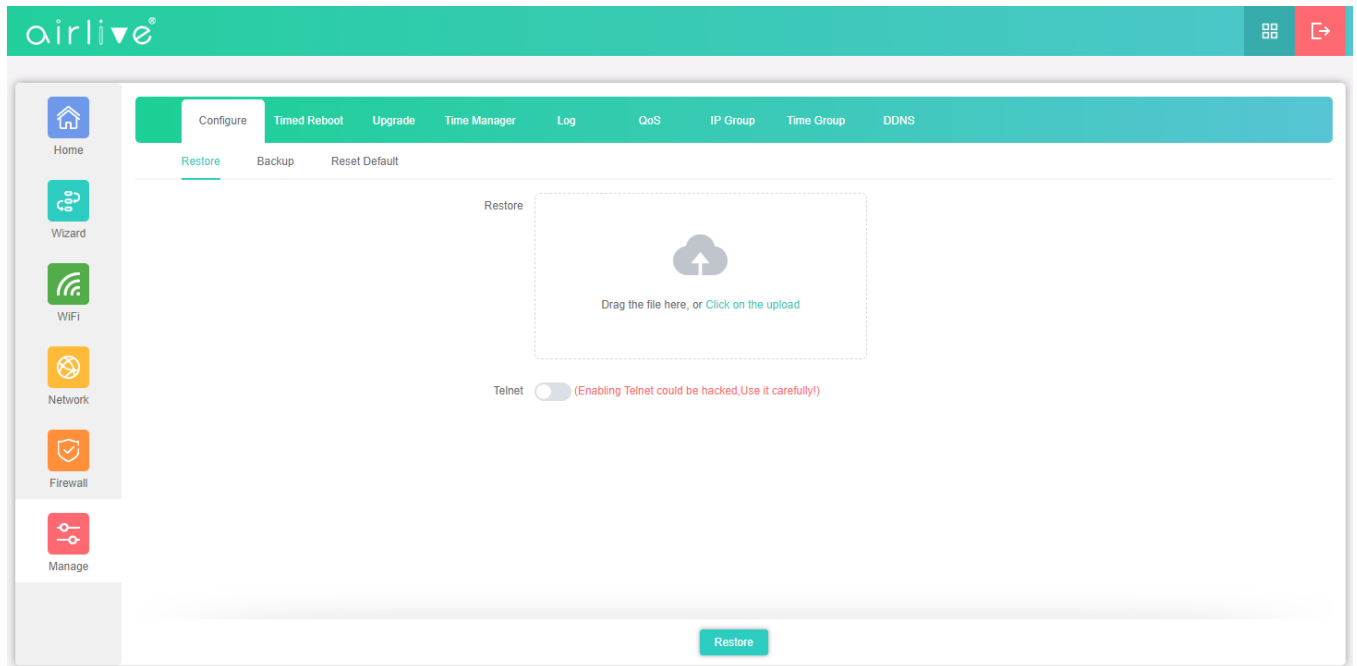 airlive®
Home
Wizard
WiFi
Network
Firewall
Manage
Configure Timed Reboot Upgrade Time Manager Log QoS IP Group Time Group DDNS
Restore Backup Reset Default
Restore
Drag the file here, or Click on the upload
Telnet (Enabling Telnet could be hacked,Use it carefully!)
Restore